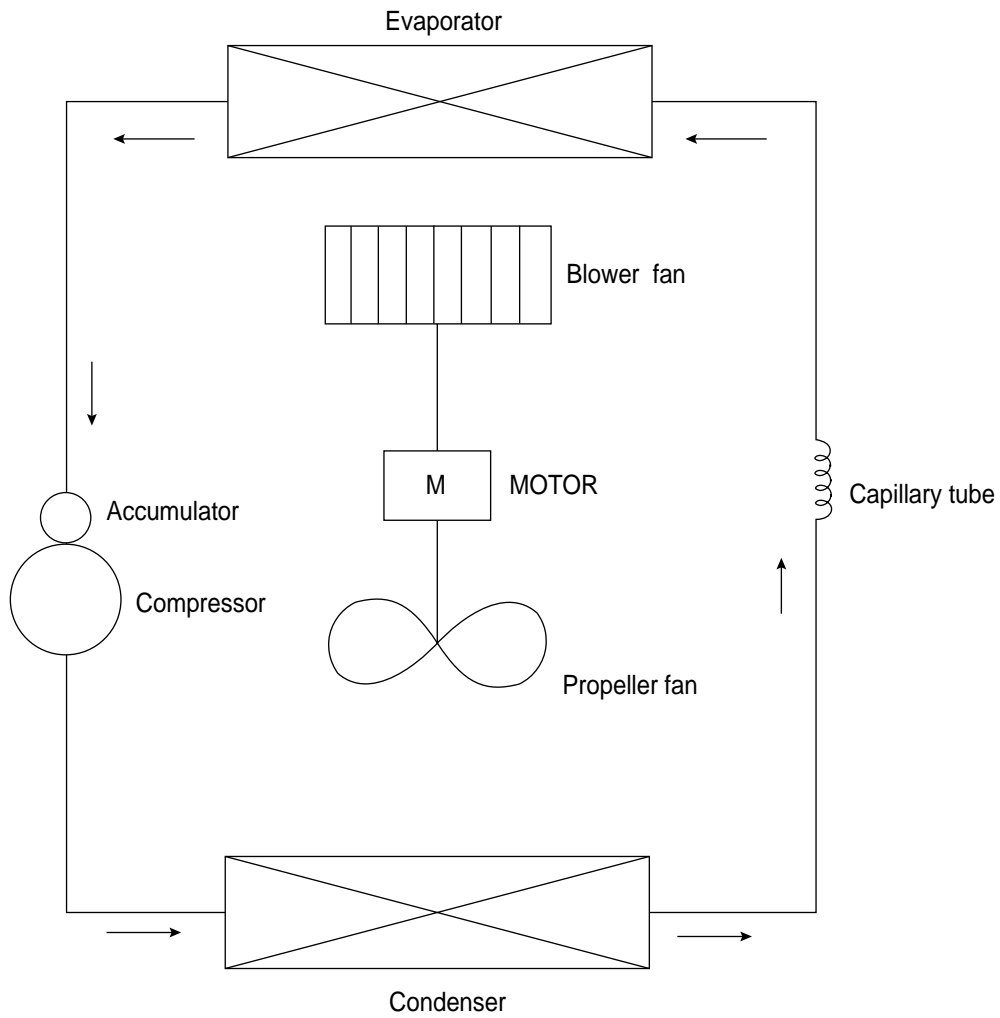 Evaporator
Blower fan
M
MOTOR
Capillary tube
Accumulator
Compressor
Propeller fan
Condenser